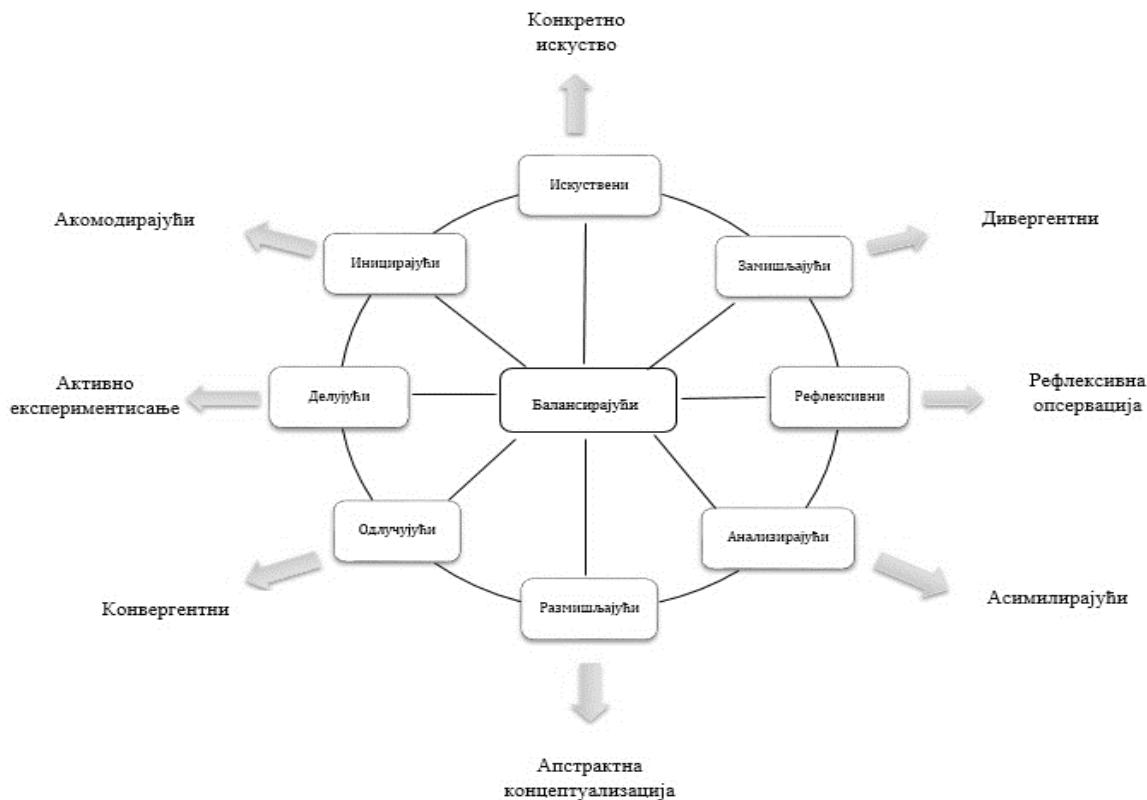 Конкретно
искуство
Искуствени
Акомодирајући
Дивергентни
Иницирајући
Замишљајући
Активно
експериментисање
Делујући
Балансирајући
Рефлексивни
Рефлексивна
опсервација
Одлучујући
Анализирајући
Конвергентни
Размишљајући
Асимилирајући
Апстрактна
концептуализација